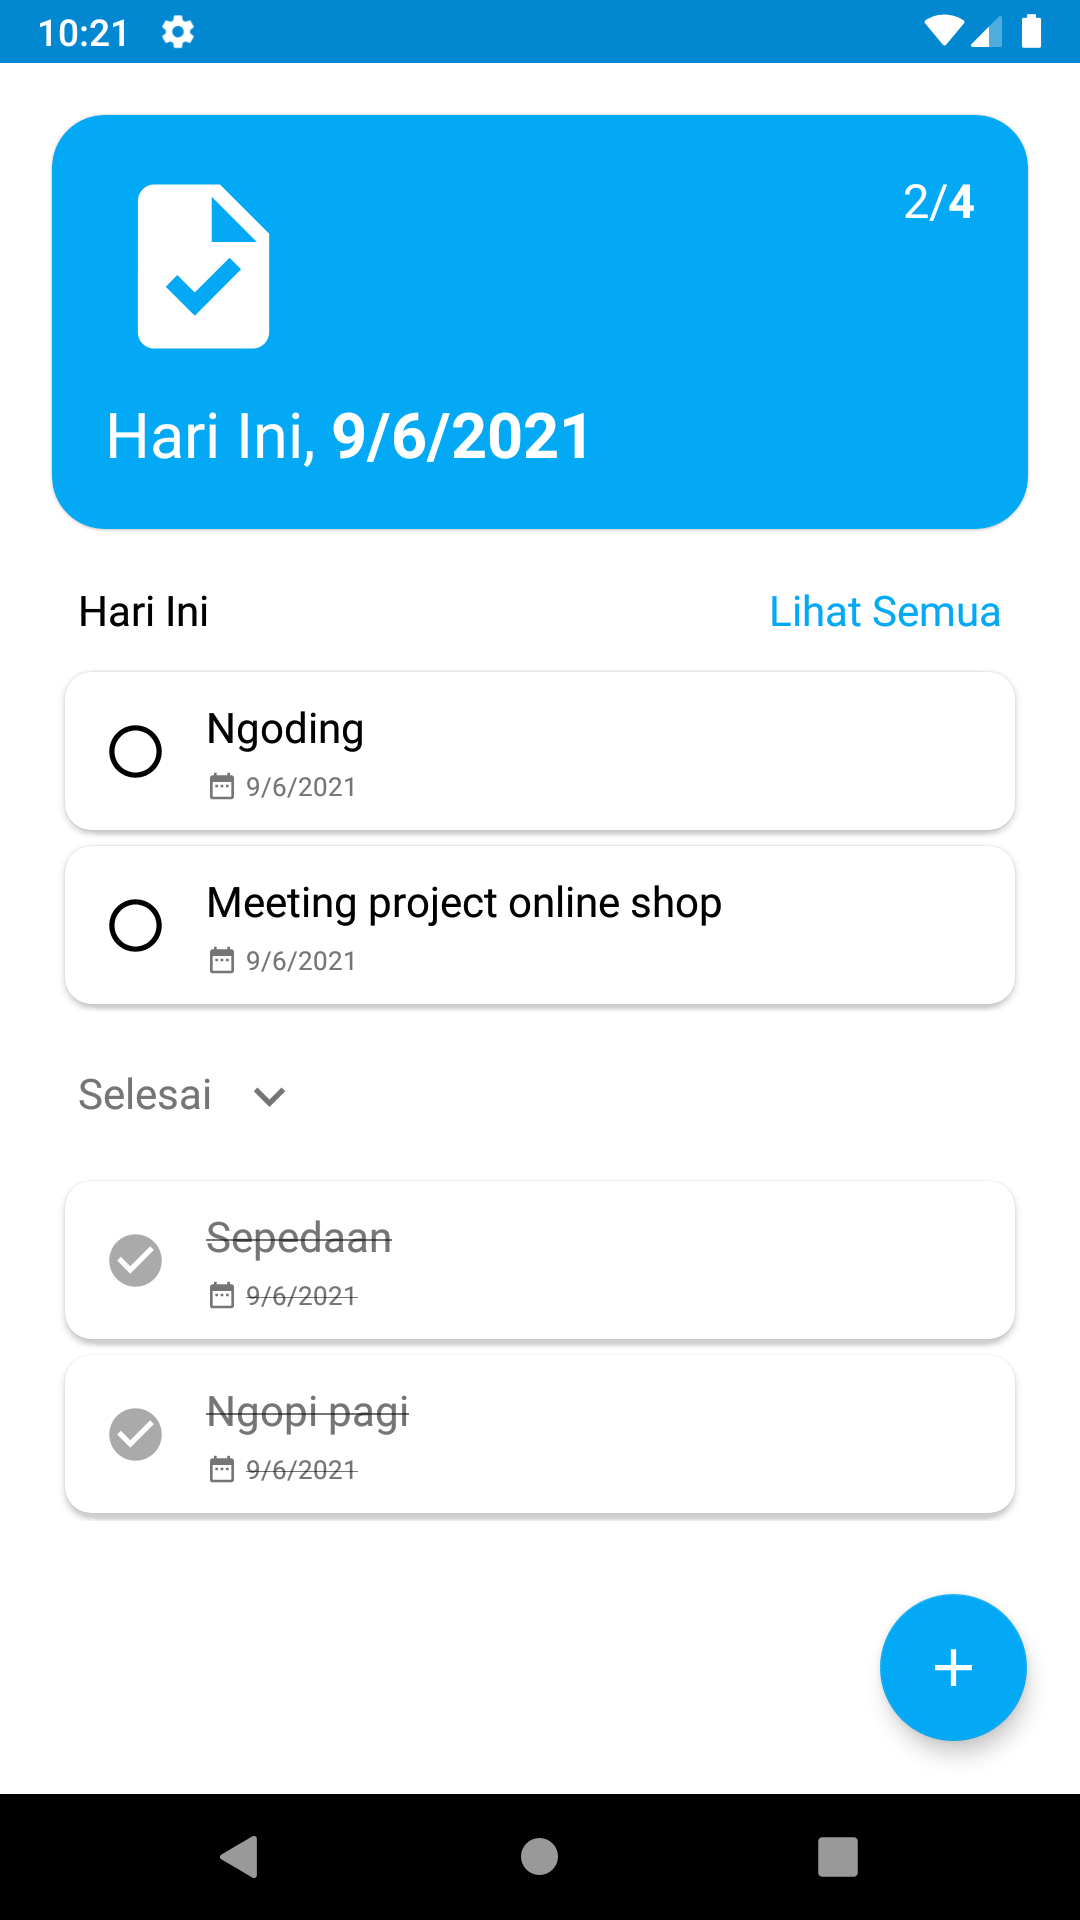 10:21
2/4
Hari Ini, 9/6/2021
Hari Ini
Lihat Semua
Ngoding
9/6/2021
Meeting project online shop
9/6/2021
Selesai
Sepedaan
9/6/2021
Ngopi pagi
9/6/2021